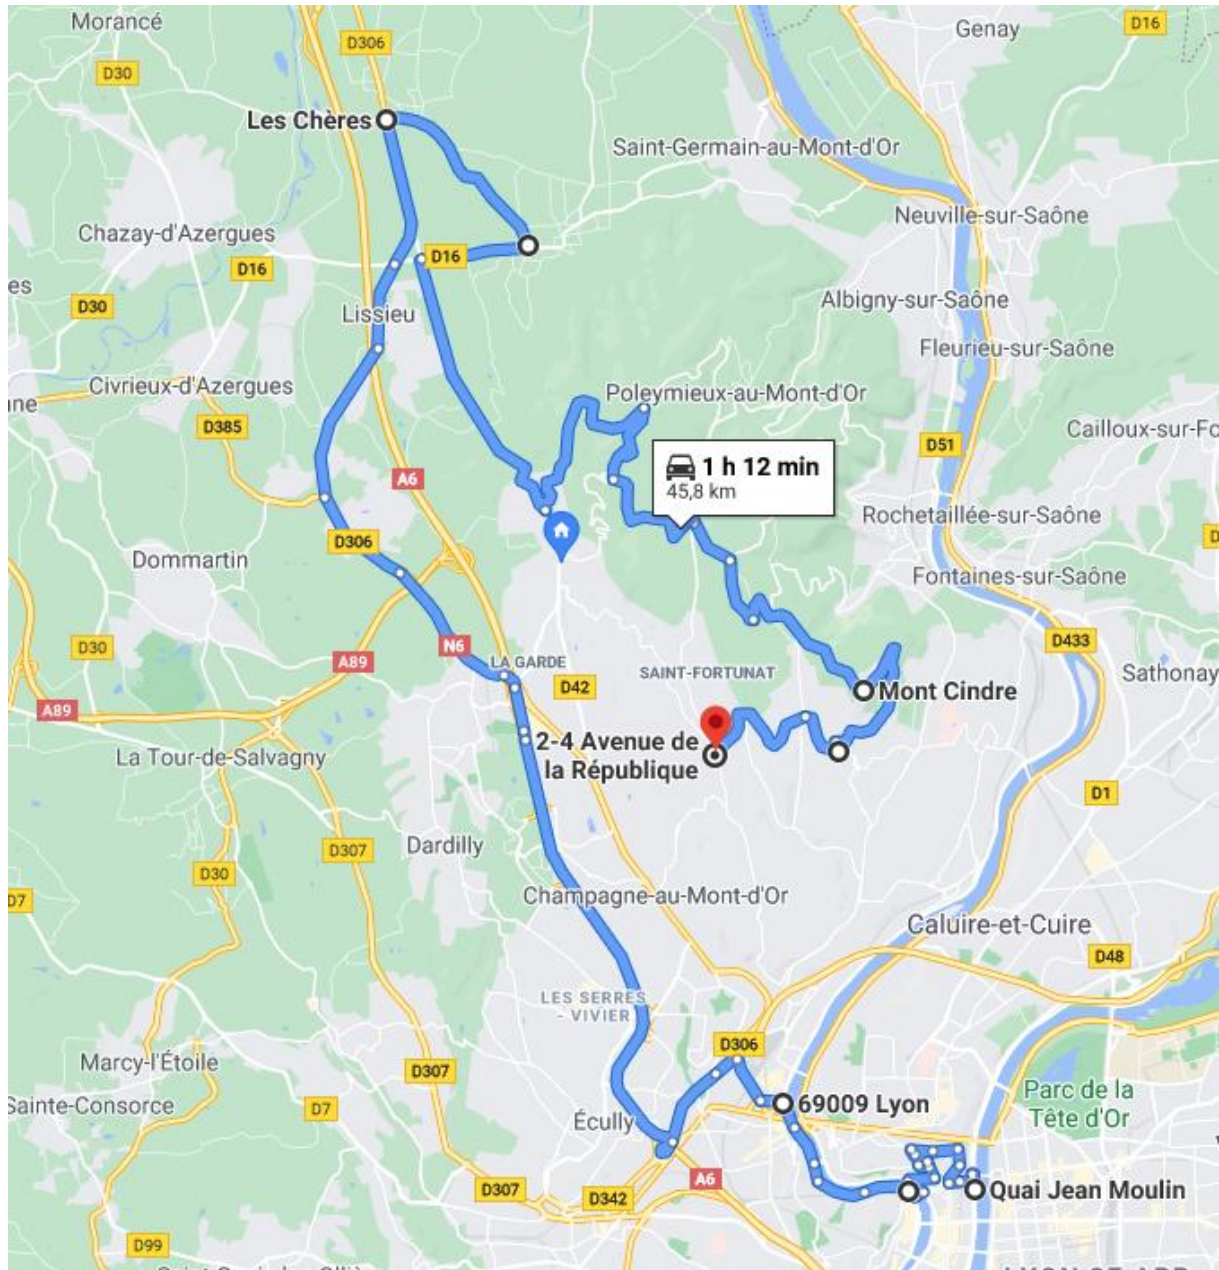 Morancé
D306
D16
Genay
D30
Les Chères
Saint-Germain-au-Mont-d'Or
Neuville-sur-Saône
Chazay-d'Azergues
D16
D16
es
D30
Lissieu
Albigny-sur-Saône
Fleurieu-sur-Saône
Civrieux-d'Azergues
Poleymieux-au-Mont-d'Or
nne
D385
D51
Cailloux-sur-Fo
1 h 12 min
45,8 km
A6
Rochetaillée-sur-Saône
D306
D
Dommartin
Fontaines-sur-Saône
D30
N6
D433
A89
LA GARDE
SAINT-FORTUNAT
Sathonay
D42
Mont Cindre
A89
2-4 Avenue de
la République
La Tour-de-Salvagny
D1
D307
Dardilly
D30
D7
Champagne-au-Mont-d'Or
Caluire-et-Cuire
D48
LES SERRES
- VIVIER
D306
Marcy-l'Étoile
D307
Parc de la
Tête d'Or
Sainte-Consorce
D7
69009 Lyon
Écully
A6
D307
D342
Quai Jean Moulin
D99